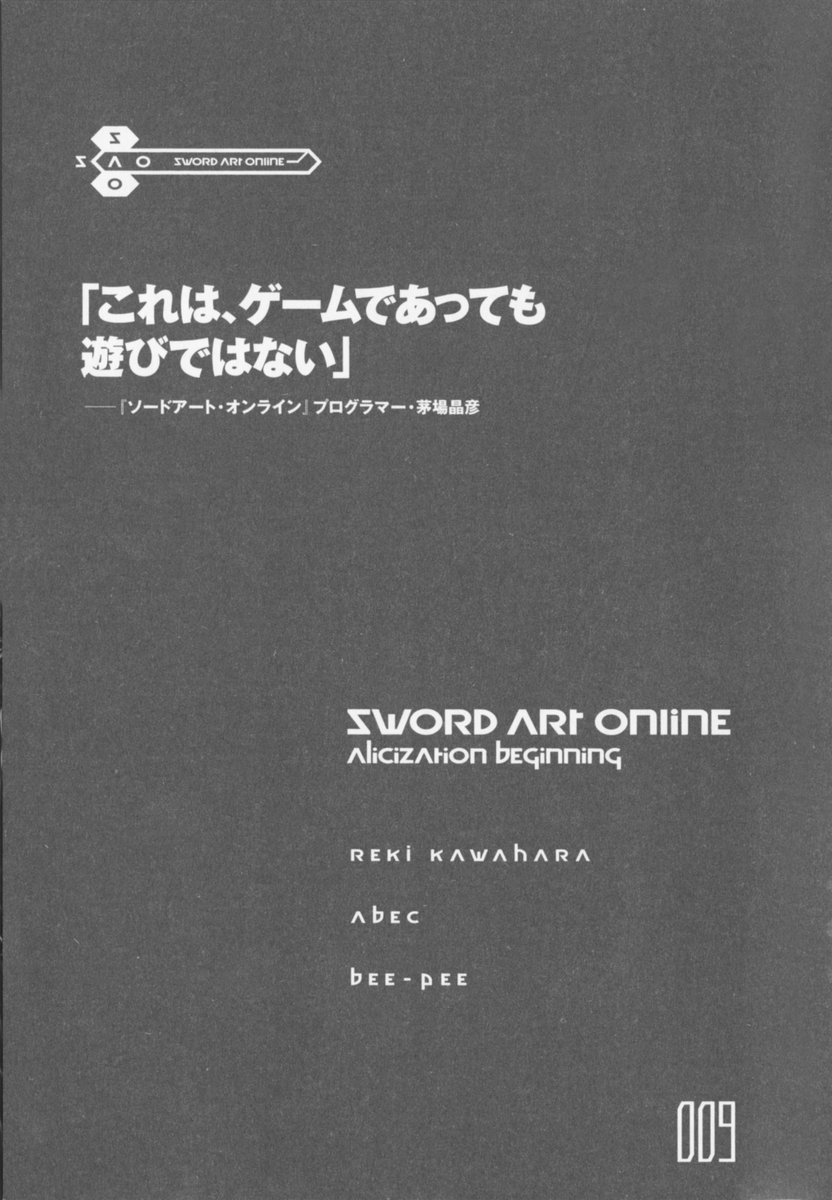 S
SAO SWORD ART ONLINE
O
「これは、ゲームであっても
遊びではない」
──『ソードアート・オンライン』プログラマー・茅場晶彦
SWORD ART ONLINE
ALICIZATION BEGINNING
REKI KAWAHARA
ABEC
BEE-PEE
009